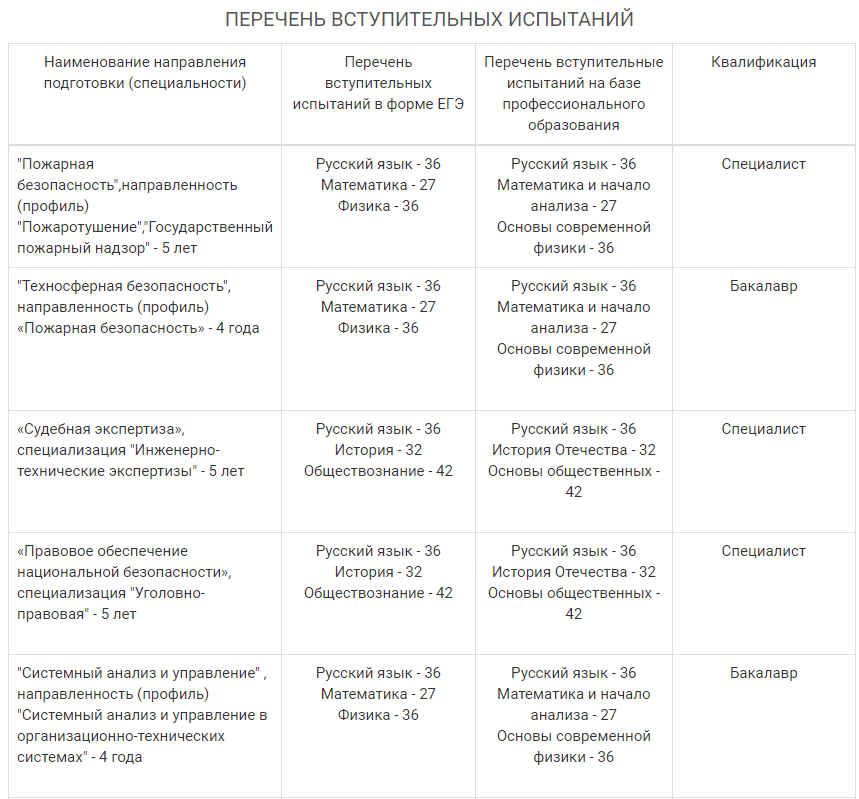 ПЕРЕЧЕНЬ ВСТУПИТЕЛЬНЫХ ИСПЫТАНИЙ
Наименование направления
подготовки (специальности)
Перечень
вступительных
испытаний в форме ЕГЭ
Перечень вступительные
испытаний на базе
профессионального
образования
Квалификация
"Пожарная
безопасность",направленность
(профиль)
"Пожаротушение","Государственный
пожарный надзор" - 5 лет
Русский язык - 36
Математика - 27
Физика - 36
Русский язык - 36
Математика и начало
анализа - 27
Основы современной
физики - 36
Специалист
"Техносферная безопасность",
направленность (профиль)
«Пожарная безопасность» - 4 года
Русский язык - 36
Математика - 27
Физика - 36
Русский язык - 36
Математика и начало
анализа - 27
Основы современной
физики - 36
Бакалавр
«Судебная экспертиза»,
специализация "Инженерно-
технические экспертизы" - 5 лет
Русский язык - 36
История - 32
Обществознание - 42
Русский язык - 36
История Отечества - 32
Основы общественных -
42
Специалист
«Правовое обеспечение
национальной безопасности»,
специализация "Уголовно-
правовая" - 5 лет
Русский язык - 36
История - 32
Обществознание - 42
Русский язык - 36
История Отечества - 32
Основы общественных -
42
Специалист
"Системный анализ и управление" ,
направленность (профиль)
"Системный анализ и управление в
организационно-технических
системах" - 4 года
Русский язык - 36
Математика - 27
Физика - 36
Русский язык - 36
Математика и начало
анализа - 27
Основы современной
физики - 36
Бакалавр